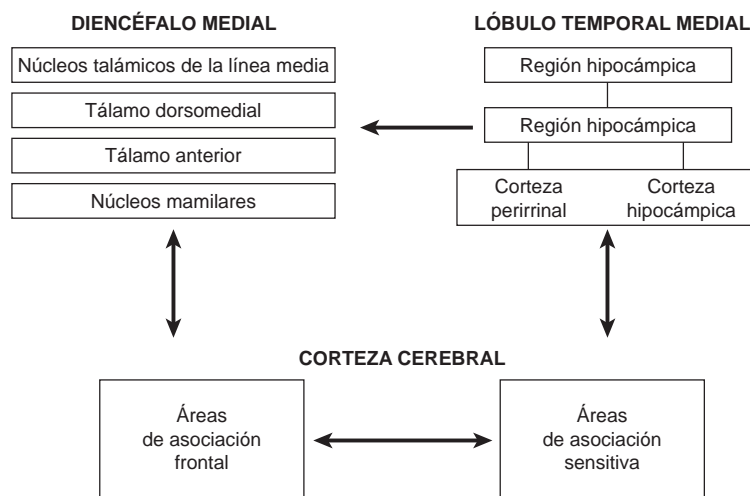 DIENCÉFALO MEDIAL
Núcleos talámicos de la línea media
Tálamo dorsomedial
Tálamo anterior
Núcleos mamilares
LÓBULO TEMPORAL MEDIAL
Región hipocámpica
Región hipocámpica
Corteza
perirrinal
Corteza
hipocámpica
CORTEZA CEREBRAL
Áreas
de asociación
frontal
Áreas
de asociación
sensitiva